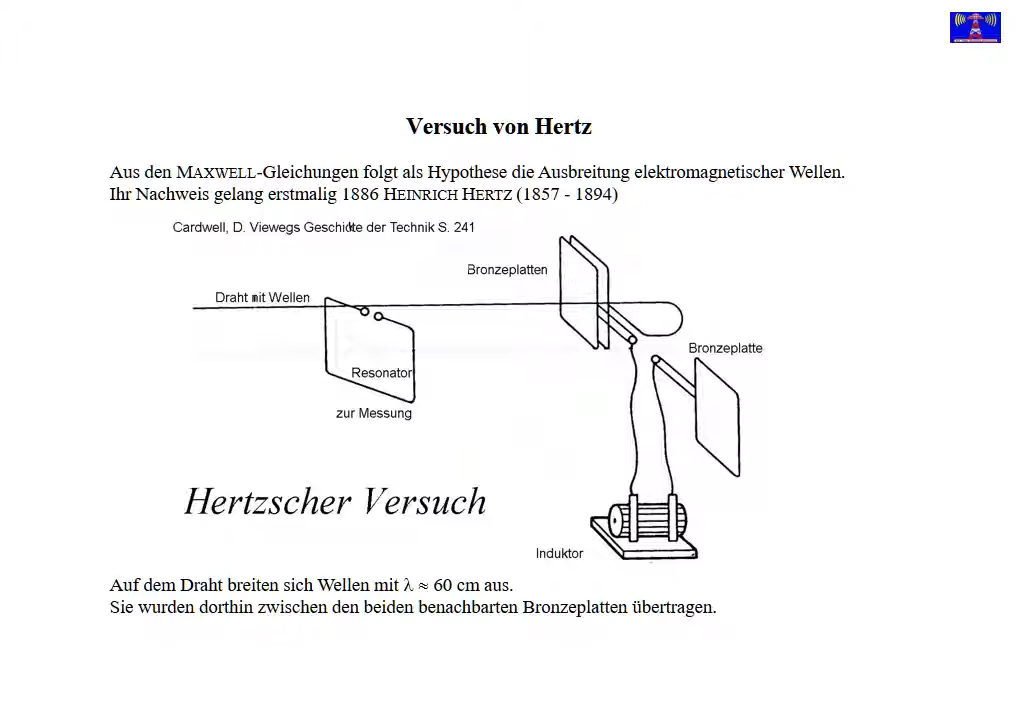 Versuch von Hertz
Aus den MAXWELL-Gleichungen folgt als Hypothese die Ausbreitung elektromagnetischer Wellen.
Ihr Nachweis gelang erstmalig 1886 HEINRICH HERTZ (1857 - 1894)
Cardwell, D. Viewegs Geschichte der Technik S. 241
Bronzeplatten
Draht mit Wellen
Bronzeplatte
Resonator
zur Messung
Hertzscher Versuch
Induktor
Auf dem Draht breiten sich Wellen mit λ ≈ 60 cm aus.
Sie wurden dorthin zwischen den beiden benachbarten Bronzeplatten übertragen.